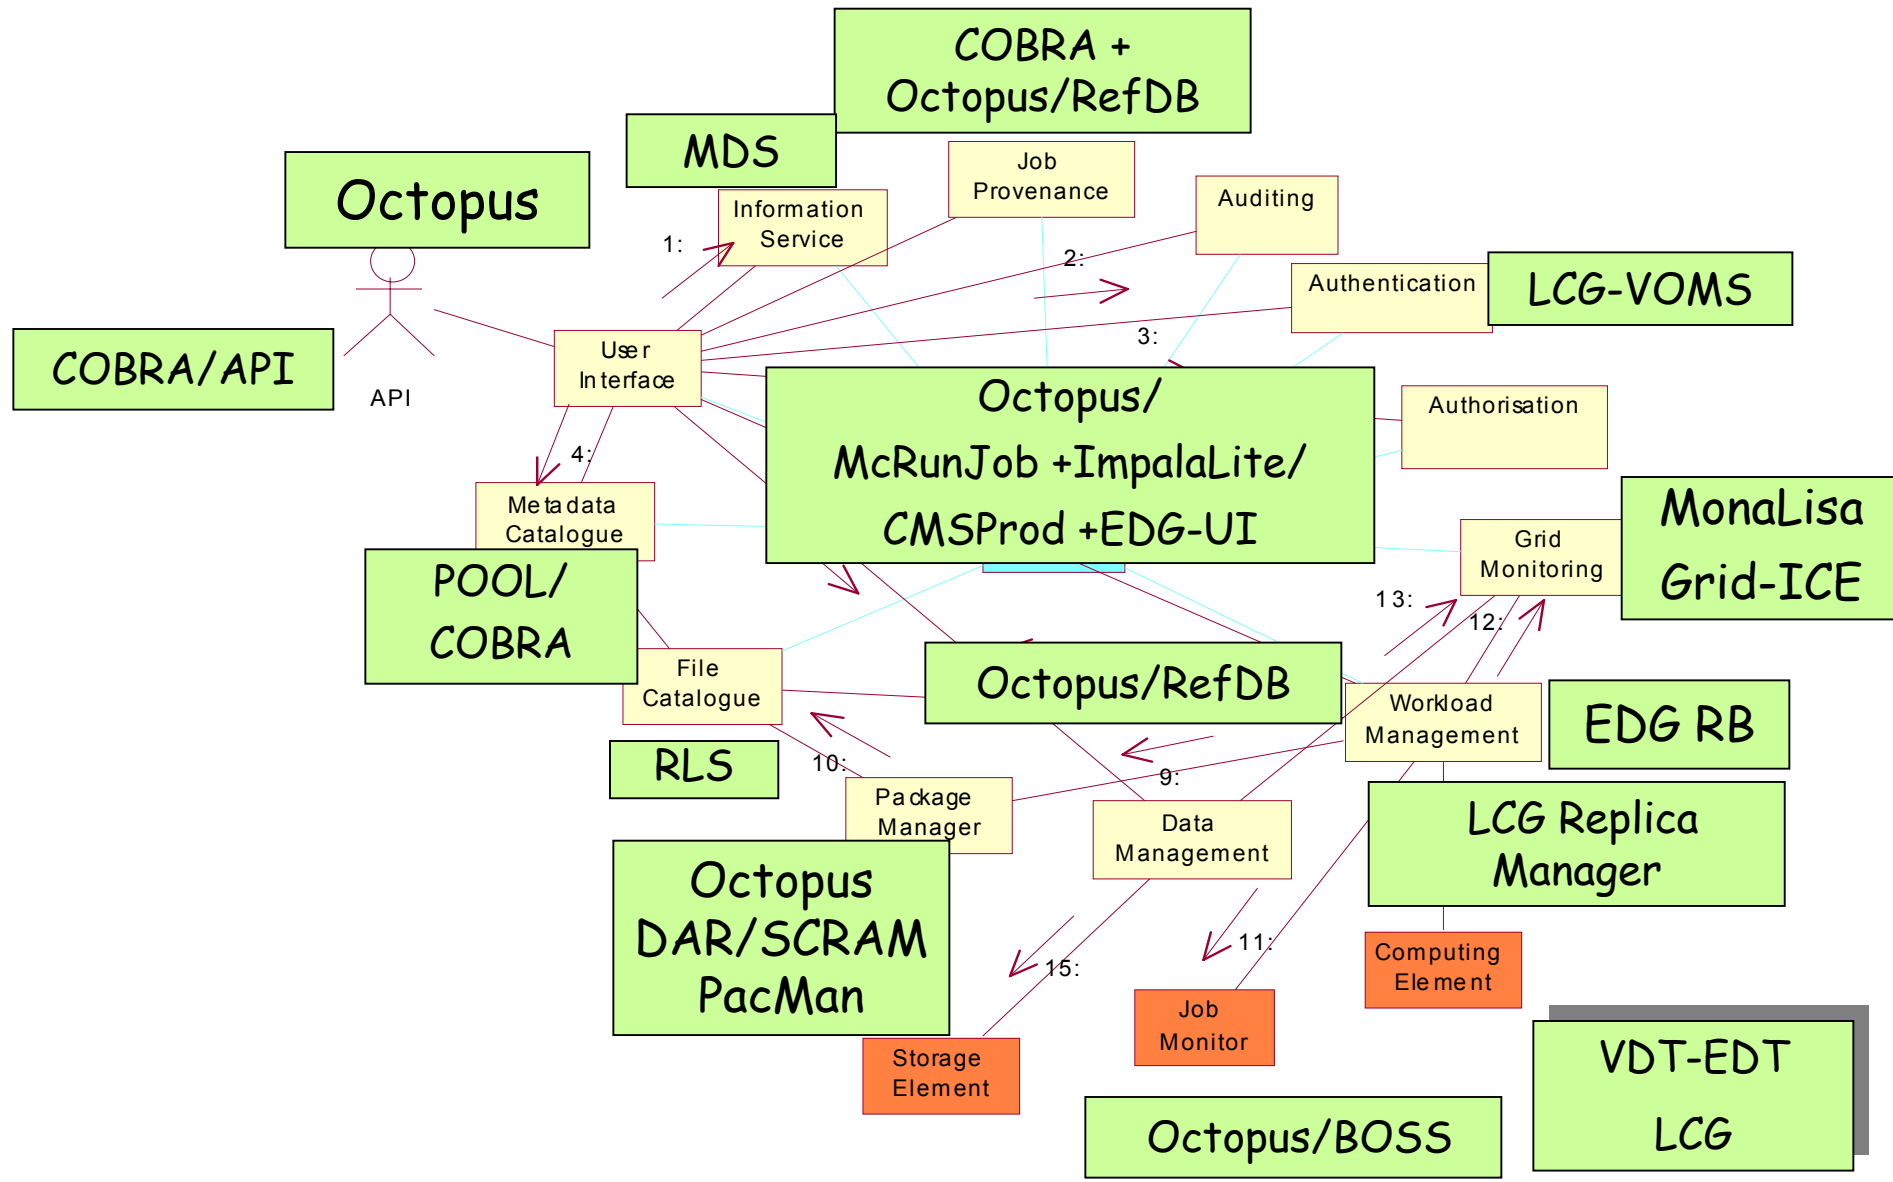 COBRA +
Octopus/RefDB
MDS
Job
Provenance
Octopus
Information
Service
Auditing
1:
2:
Authentication
LCG-VOMS
COBRA/API
User
Interface
3:
API
Octopus/
McRunJob +ImpalaLite/
CMSProd +EDG-UI
Authorisation
4:
Metadata
Catalogue
MonaLisa
Grid-ICE
Grid
Monitoring
POOL/
COBRA
13:
12:
File
Catalogue
Octopus/RefDB
Workload
Management
EDG RB
RLS
10:
9:
Package
Manager
Data
Management
LCG Replica
Manager
Octopus
DAR/SCRAM
PacMan
11:
15:
Computing
Element
Job
Monitor
Storage
Element
VDT-EDT
LCG
Octopus/BOSS